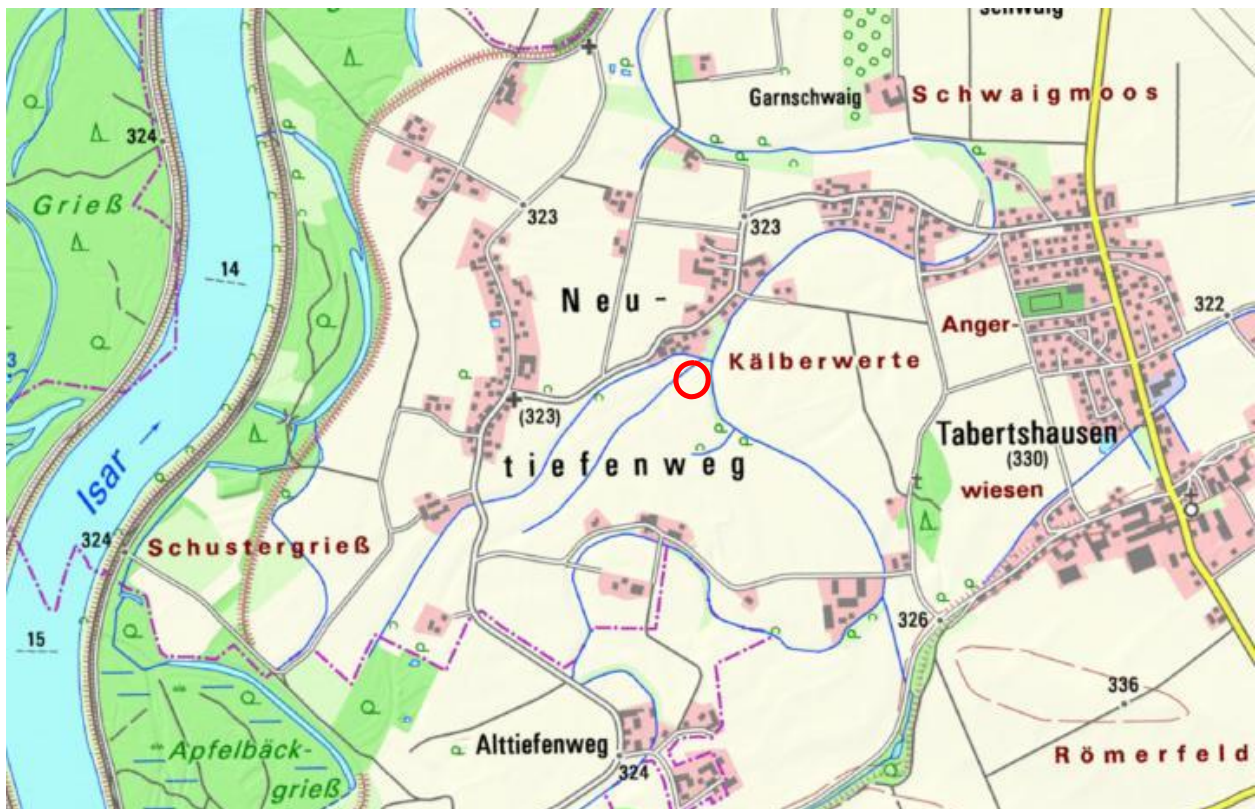 Garnschwaig
Schwaigmoos
324
Grieß
323
323
14
Neu-
Anger-
322
Kälberwerte
3
(323)
Tabertshausen
(330)
tiefenweg
wiesen
Isar
324
Schustergrieß
326
15
336
Alttiefenweg
324
Apfelbäck-
grieß
Römerfeld